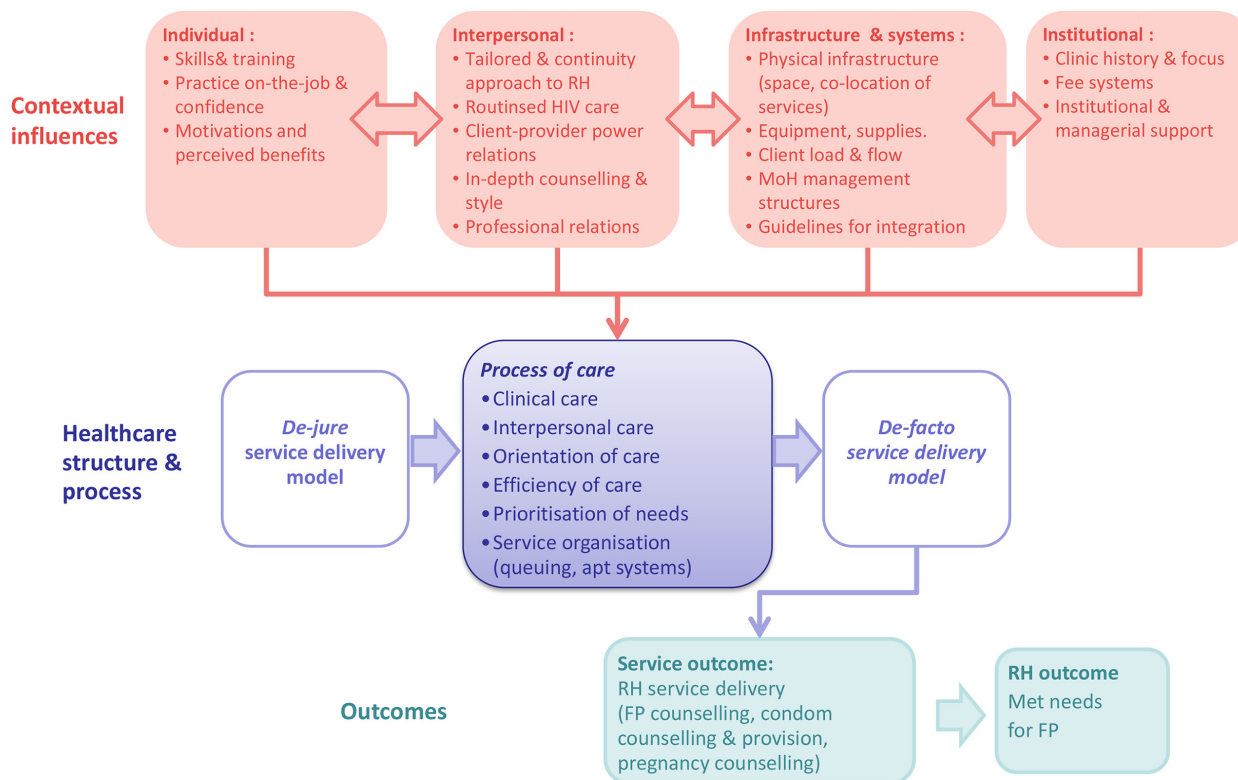 Contextual
influences
Individual :
• Skills& training
• Practice on-the-job &
confidence
• Motivations and
perceived benefits
Interpersonal :
• Tailored & continuity
approach to RH
• Routinsed HIV care
• Client-provider power
relations
• In-depth counselling &
style
• Professional relations
Infrastructure & systems :
• Physical infrastructure
(space, co-location of
services)
• Equipment, supplies.
• Client load & flow
• MoH management
structures
• Guidelines for integration
Institutional :
• Clinic history & focus
• Fee systems
• Institutional &
managerial support
Healthcare
structure &
process
De-jure
service delivery
model
Process of care
•Clinical care
•Interpersonal care
•Orientation of care
•Efficiency of care
•Prioritisation of needs
•Service organisation
(queuing, apt systems)
De-facto
service delivery
model
Outcomes
Service outcome:
RH service delivery
(FP counselling, condom
counselling & provision,
pregnancy counselling)
RH outcome
Met needs
for FP